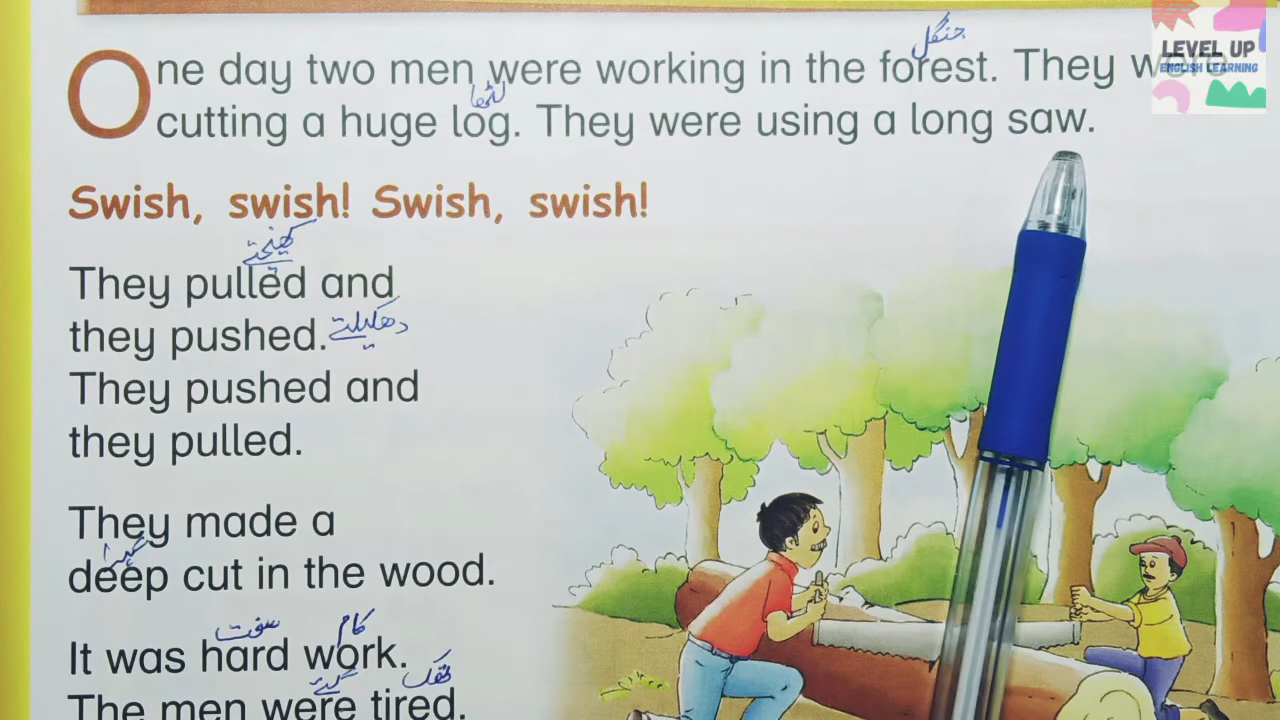 جنگل
One day two men were working in the forest. They were
لٹھا
cutting a huge log. They were using a long saw.
Swish, swish! Swish, swish!
کھینچتے
They pulled and
they pushed. دھکیلتے
They pushed and
they pulled.
They made a
گہرا
deep cut in the wood.
سخت کام
It was hard work.
تھک گئے
The men were tired.
LEVEL UP
ENGLISH LEARNING